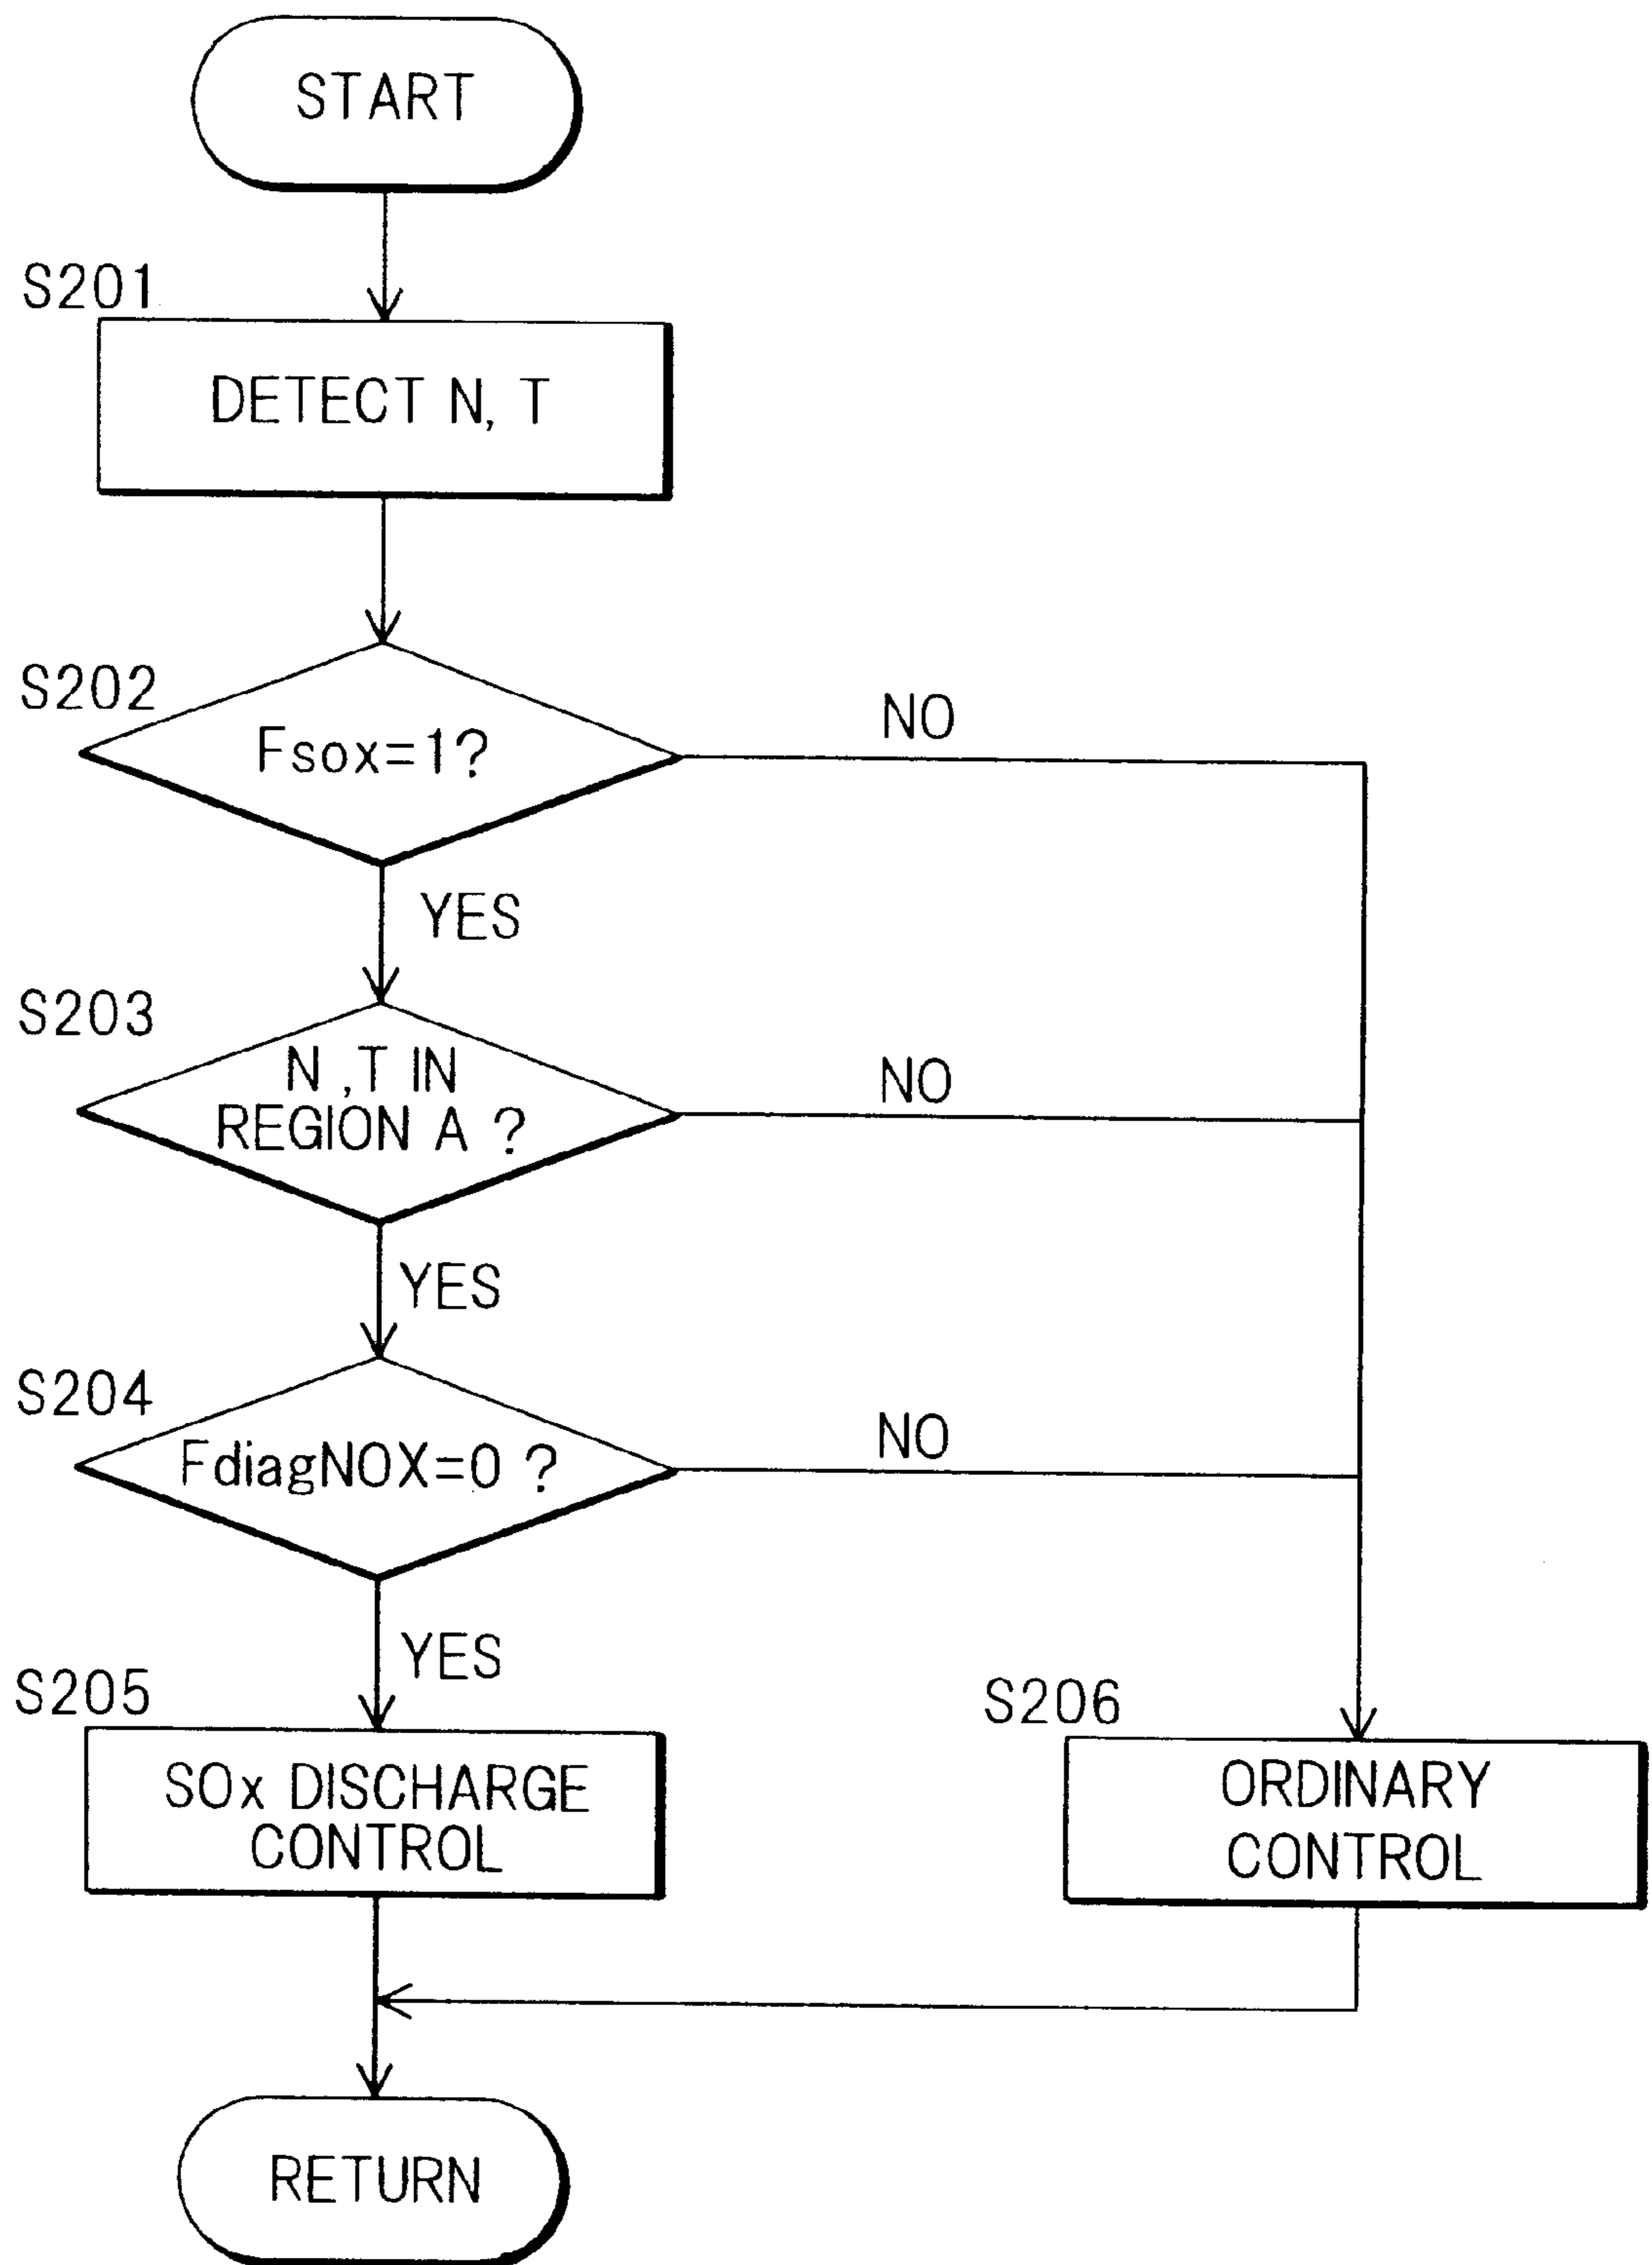 START
S201
DETECT N, T
S202
Fsox=1?
NO
YES
S203
N ,T IN
REGION A ?
NO
YES
S204
FdiagNOX=0 ?
NO
YES
S205
SOx DISCHARGE
CONTROL
S206
ORDINARY
CONTROL
RETURN